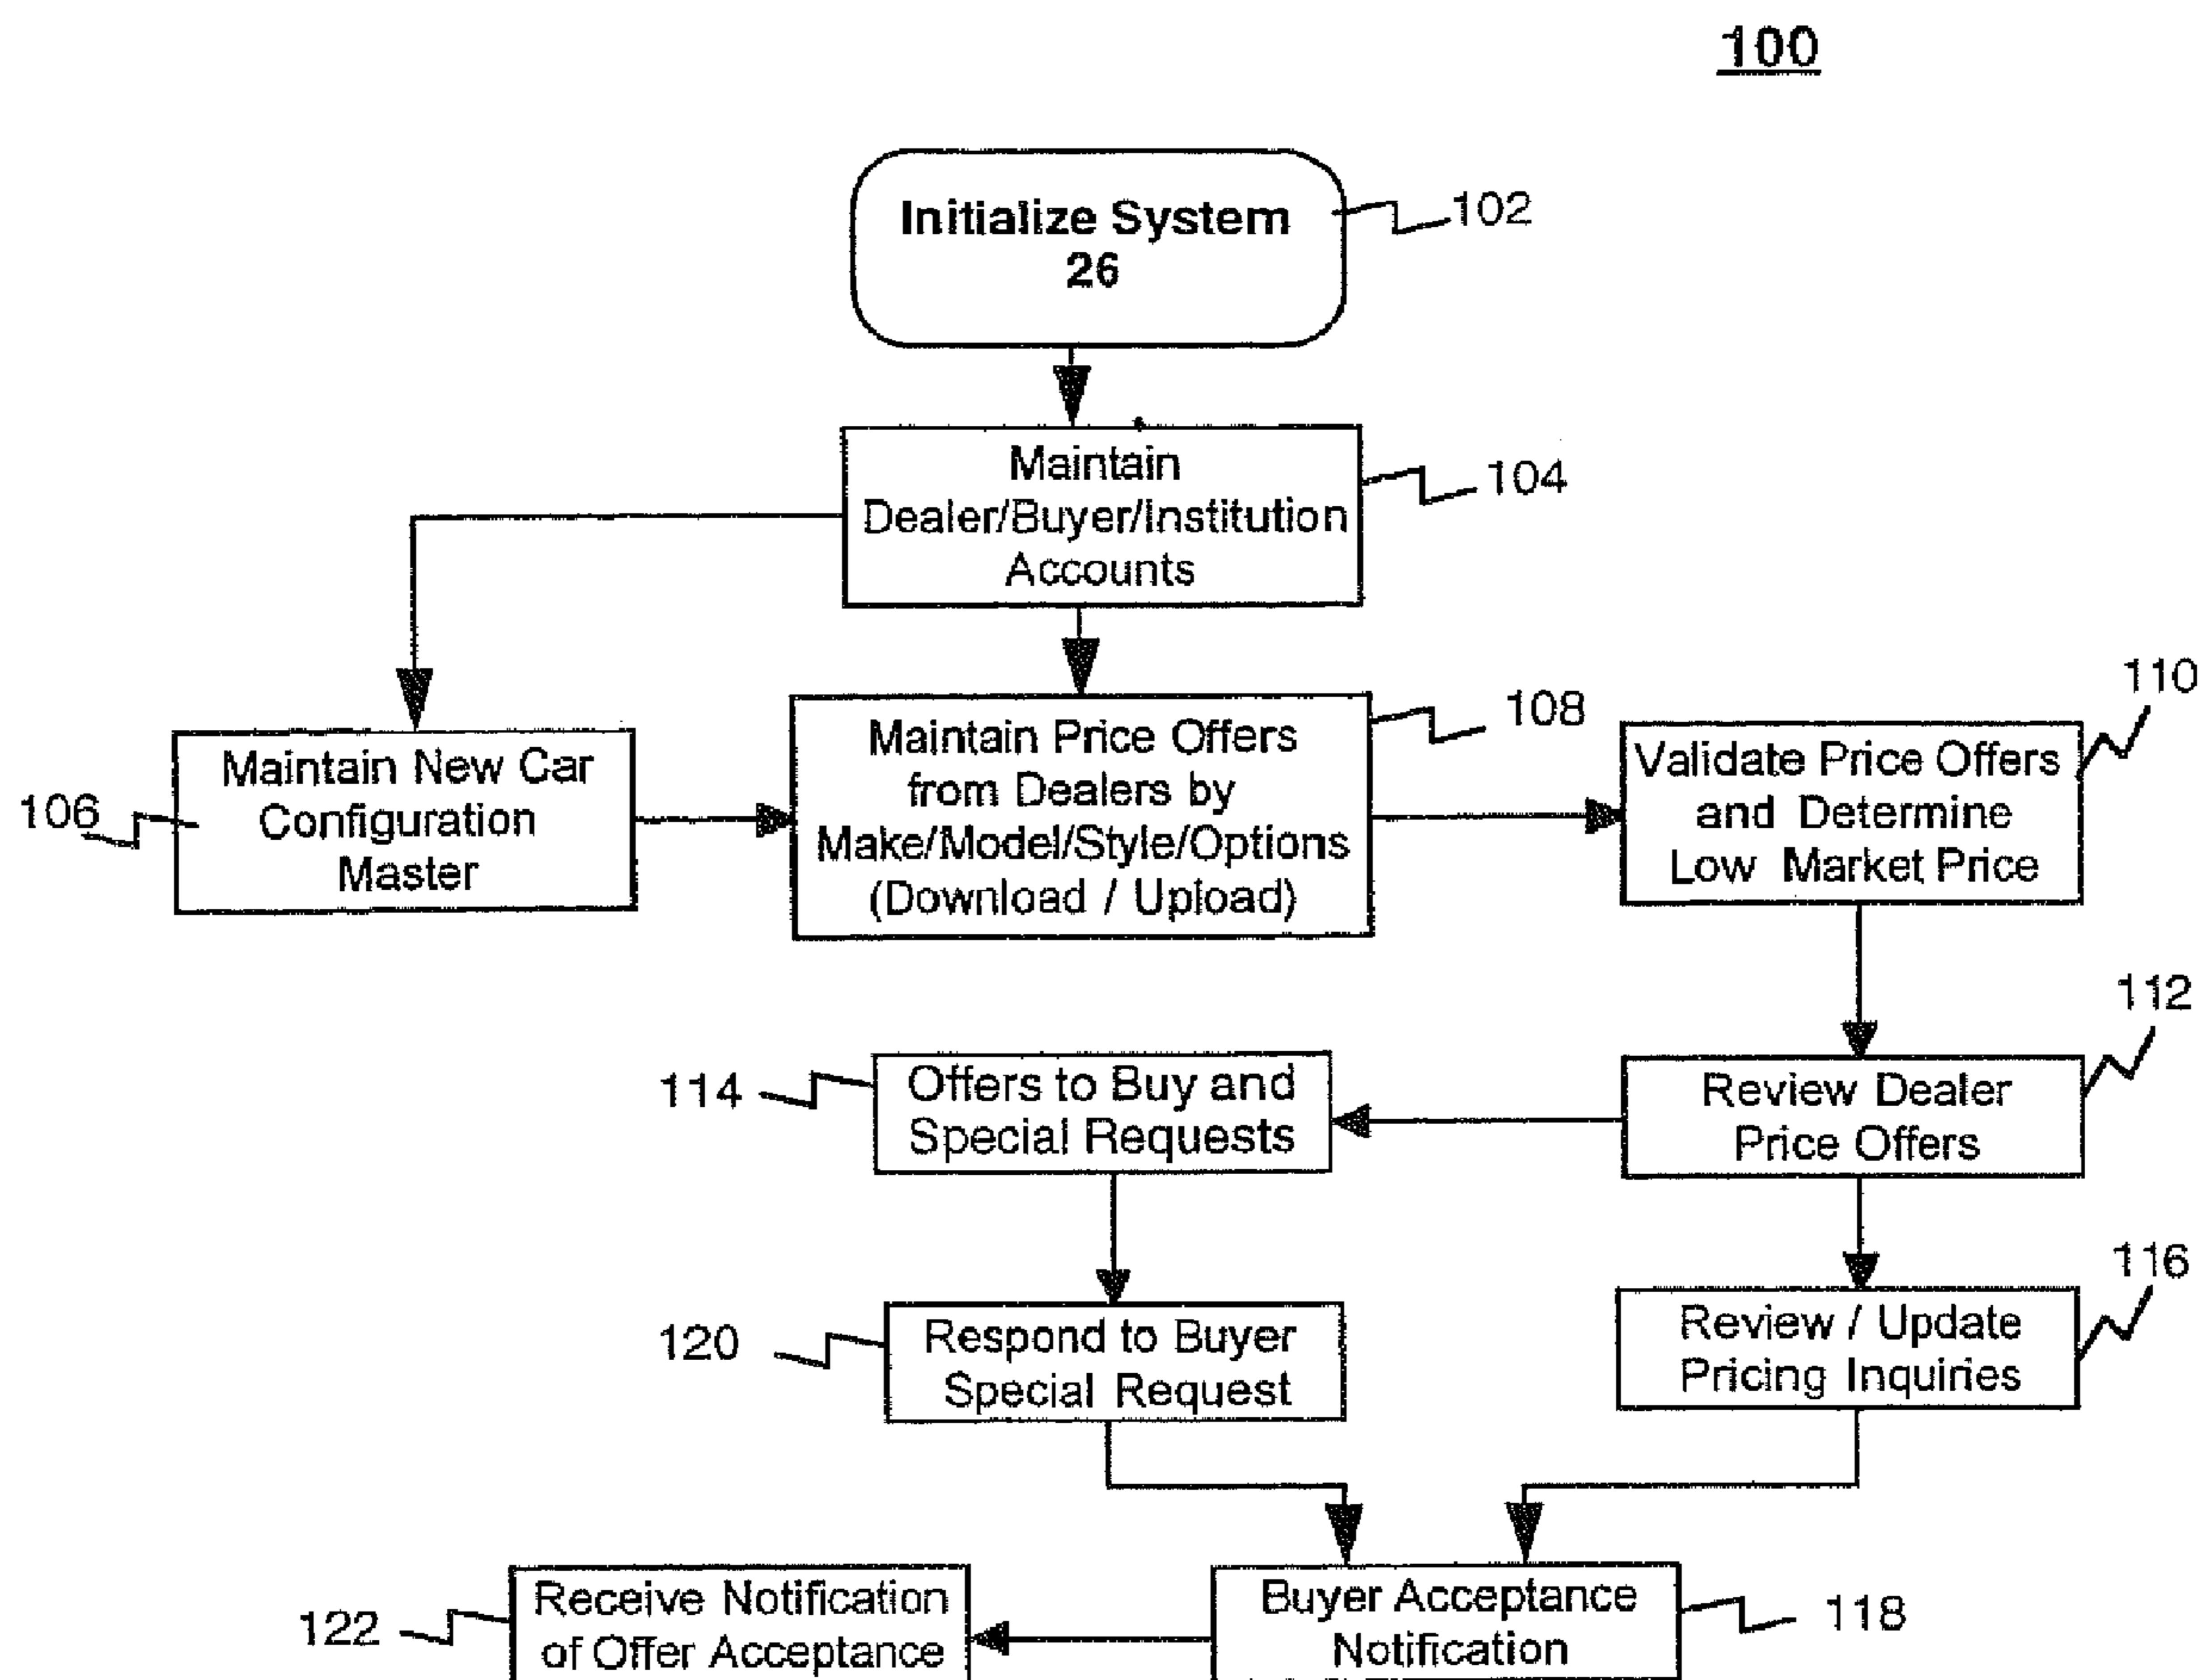 100
Initialize System
26
102
Maintain
Dealer/Buyer/Institution
Accounts
104
Maintain New Car
Configuration
Master
106
Maintain Price Offers
from Dealers by
Make/Model/Style/Options
(Download / Upload)
108
Validate Price Offers
and Determine
Low Market Price
110
Review Dealer
Price Offers
112
114
Offers to Buy and
Special Requests
Review / Update
Pricing Inquiries
116
120
Respond to Buyer
Special Request
Buyer Acceptance
Notification
118
122
Receive Notification
of Offer Acceptance